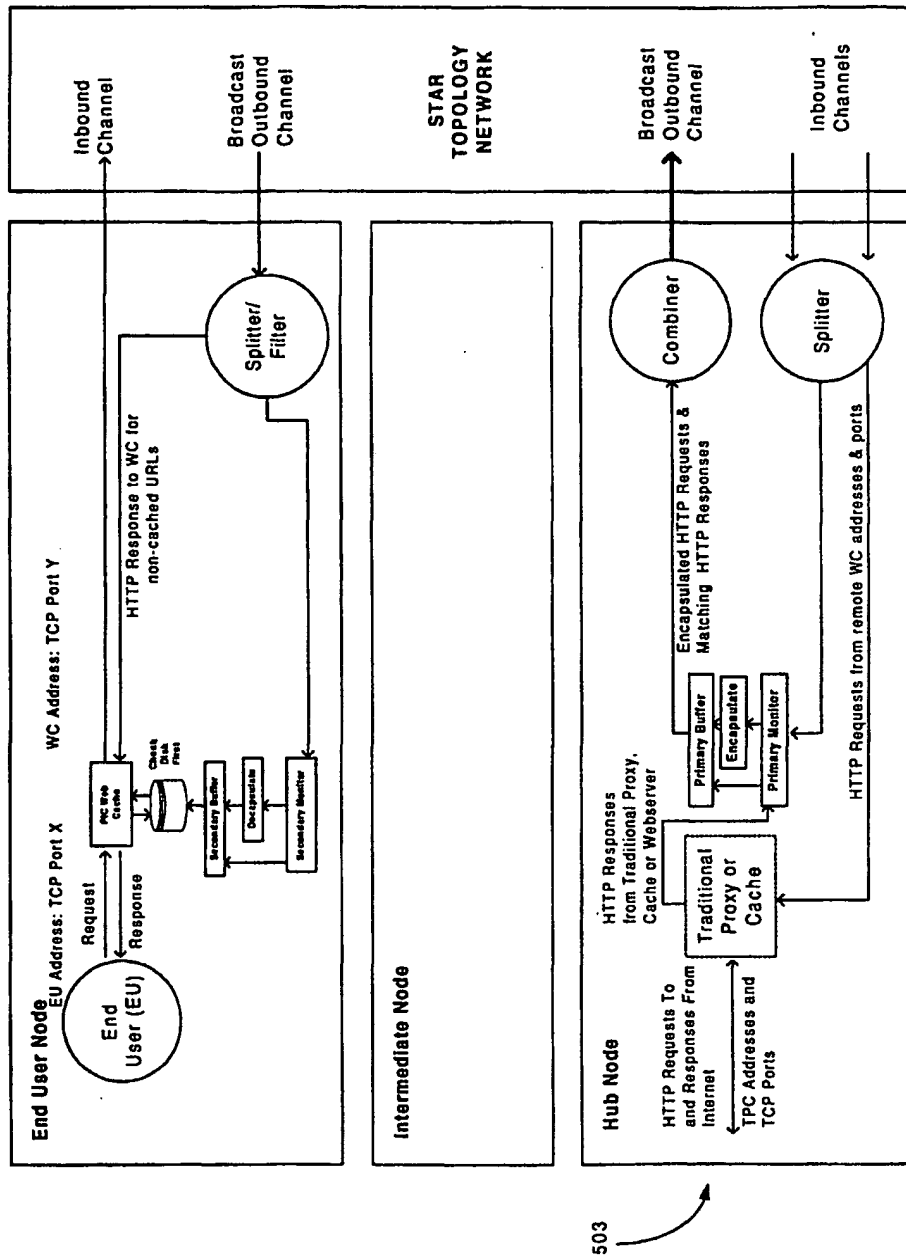 End User Node
EU Address: TCP Port X
WC Address: TCP Port Y
End
User (EU)
Request
Response
PIC Web
Cache
Check
Disk
First
Secondary Buffer
Decapsulate
Secondary Monitor
HTTP Response to WC for
non-cached URLs
Splitter/
Filter
Inbound
Channel
Broadcast
Outbound
Channel
Intermediate Node
STAR
TOPOLOGY
NETWORK
Hub Node
HTTP Requests To
and Responses From
Internet
TPC Addresses and
TCP Ports
Traditional
Proxy or
Cache
HTTP Responses
from Traditional Proxy,
Cache or Webserver
Primary Buffer
Encapsulate
Primary Monitor
Encapsulated HTTP Requests &
Matching HTTP Responses
HTTP Requests from remote WC addresses & ports
Combiner
Splitter
Broadcast
Outbound
Channel
Inbound
Channels
503